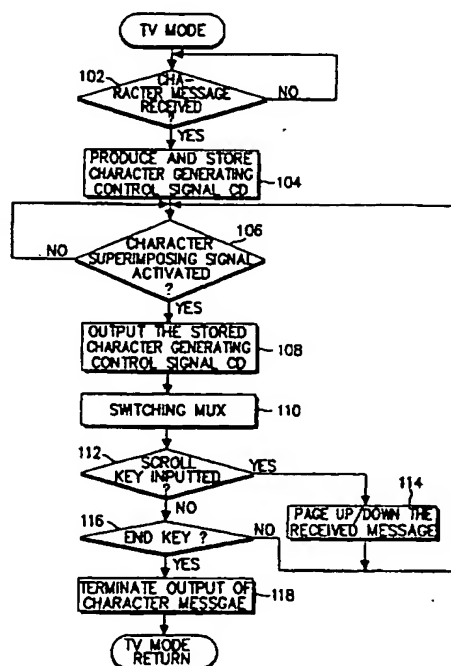 TV MODE
102
CHA-
RACTER MESSAGE
RECEIVED
?
NO
YES
PRODUCE AND STORE
CHARACTER GENERATING
CONTROL SIGNAL CD
104
106
NO
CHARACTER
SUPERIMPOSING SIGNAL
ACTIVATED
?
YES
OUTPUT THE STORED
CHARACTER GENERATING
CONTROL SIGNAL CD
108
SWITCHING MUX
110
112
SCROLL
KEY INPUTTED
?
YES
NO
114
PAGE UP/DOWN THE
RECEIVED MESSAGE
116
END KEY ?
NO
YES
TERMINATE OUTPUT OF
CHARACTER MESSGAE
118
TV MODE
RETURN